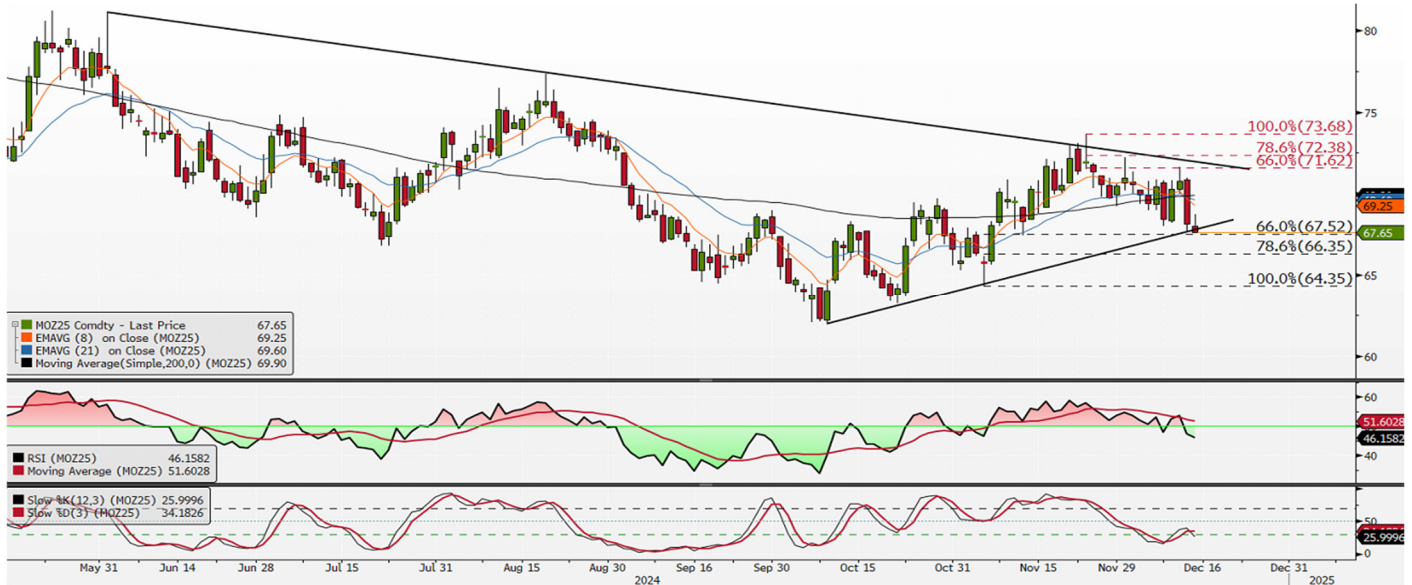 80
75
65
60
100.0%(73.68)
78.6%(72.38)
66.0%(71.62)
69.25
66.0%(67.52)
67.65
78.6%(66.35)
100.0%(64.35)
MOZ25 Comdty - Last Price 67.65
EMAVG (8) on Close (MOZ25) 69.25
EMAVG (21) on Close (MOZ25) 69.60
Moving Average(Simple,200,0) (MOZ25) 69.90
60
51.6028
46.1582
40
RSI (MOZ25) 46.1582
Moving Average (MOZ25) 51.6028
Slow %K(12,3) (MOZ25) 25.9996
Slow %D(3) (MOZ25) 34.1826
50
25.9996
0
May 31 Jun 14 Jun 28 Jul 15 Jul 31 Aug 15 Aug 30 Sep 16 Sep 30 Oct 15 Oct 31 Nov 15 Nov 29 Dec 16 Dec 31
2024 2025